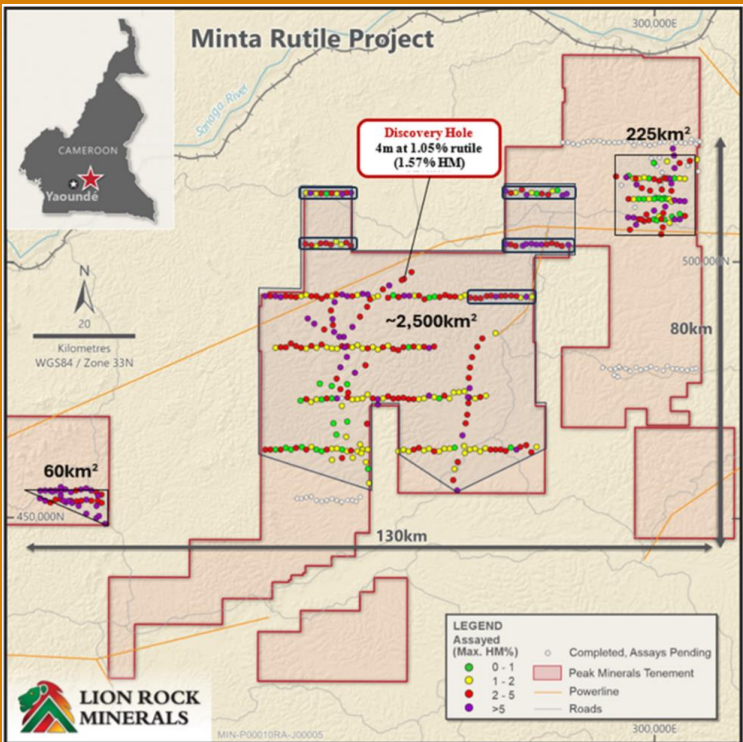 Minta Rutile Project
300,000E
Sanaga River
CAMEROON
Yaoundé
Discovery Hole
4m at 1.05% rutile
(1.57% HM)
225km²
500,000N
N
20
Kilometres
WGS84 / Zone 33N
~2,500km²
80km
60km²
450,000N
130km
LEGEND
Assayed
(Max. HM%)
0 - 1
1 - 2
2 - 5
>5
Completed, Assays Pending
Peak Minerals Tenement
Powerline
Roads
LION ROCK
MINERALS
MIN-P00010RA-J00005
300,000E